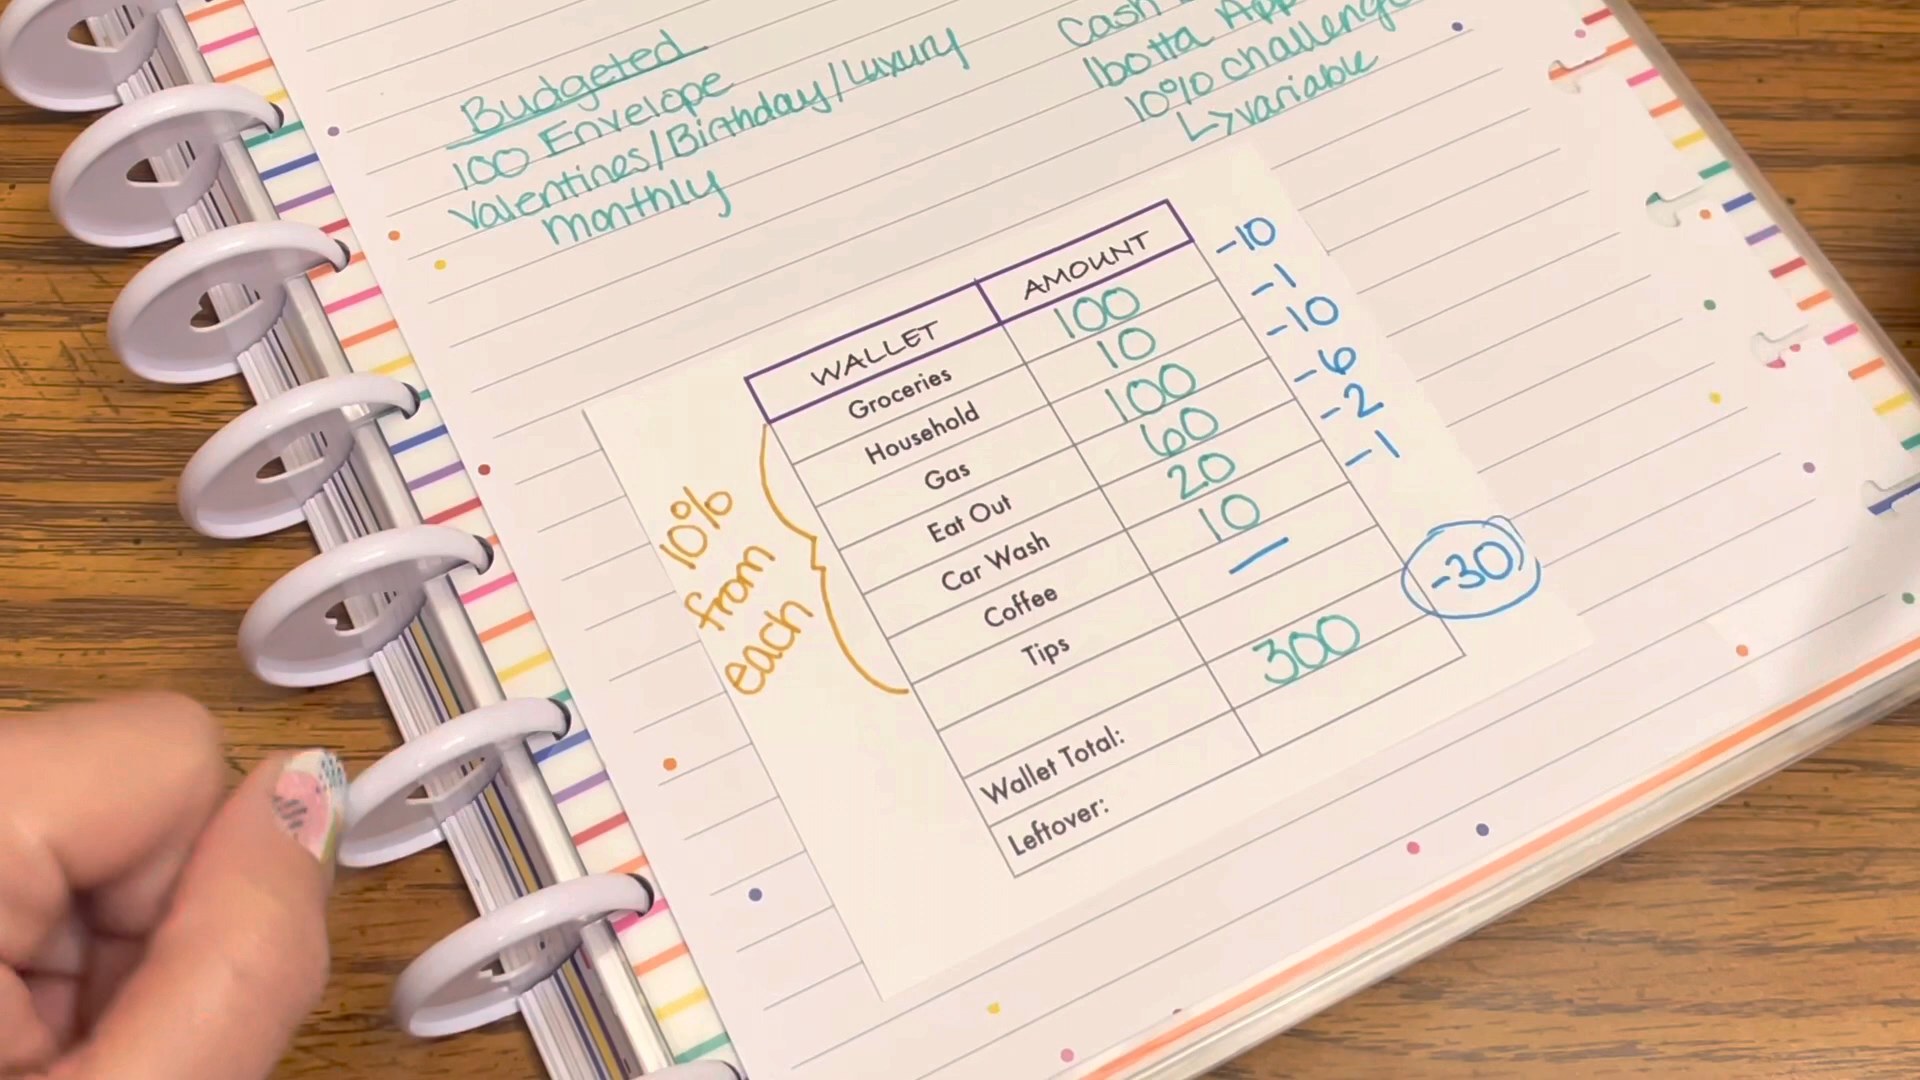 Budgeted
100 Envelope
Valentines/Birthday/Luxury
monthly
Cash
Ibotta App
10% challenge
↳ variable
WALLET AMOUNT
Groceries 100 -10
Household 10 -1
Gas 100 -10
Eat Out 60 -6
Car Wash 20 -2
Coffee 10 -1
Tips —
Wallet Total: 300 -30
Leftover:
10%
from
each